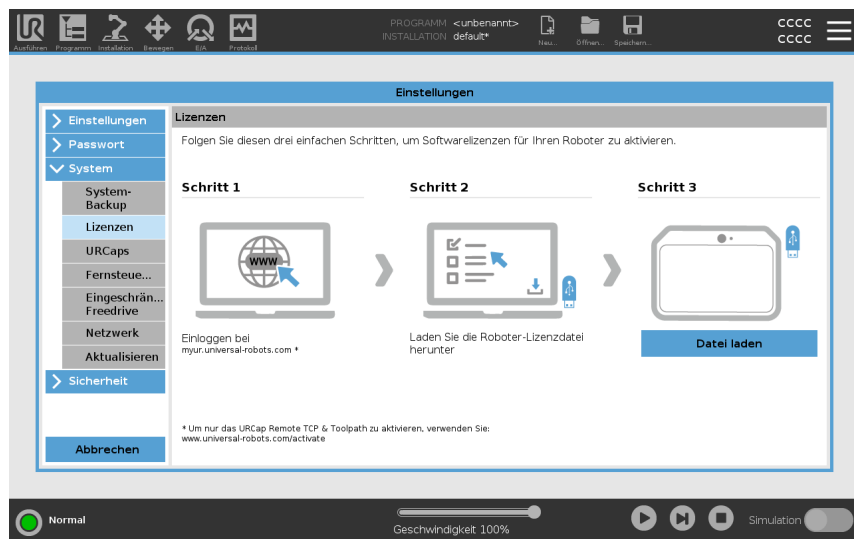 UR
PROGRAMM <unbenannt>
INSTALLATION default*
cccc
cccc
Ausführen Programm Installation Bewegen E/A Protokoll
Neu... Öffnen... Speichern...
Einstellungen
Einstellungen
Passwort
System
System-
Backup
Lizenzen
URCaps
Fernsteue...
Eingeschrän...
Freedrive
Netzwerk
Aktualisieren
Sicherheit
Abbrechen
Lizenzen
Folgen Sie diesen drei einfachen Schritten, um Softwarelizenzen für Ihren Roboter zu aktivieren.
Schritt 1
www
Einloggen bei
myur.universal-robots.com *
Schritt 2
Laden Sie die Roboter-Lizenzdatei
herunter
Schritt 3
Datei laden
* Um nur das URCap Remote TCP & Toolpath zu aktivieren, verwenden Sie:
www.universal-robots.com/activate
Normal
Geschwindigkeit 100%
Simulation